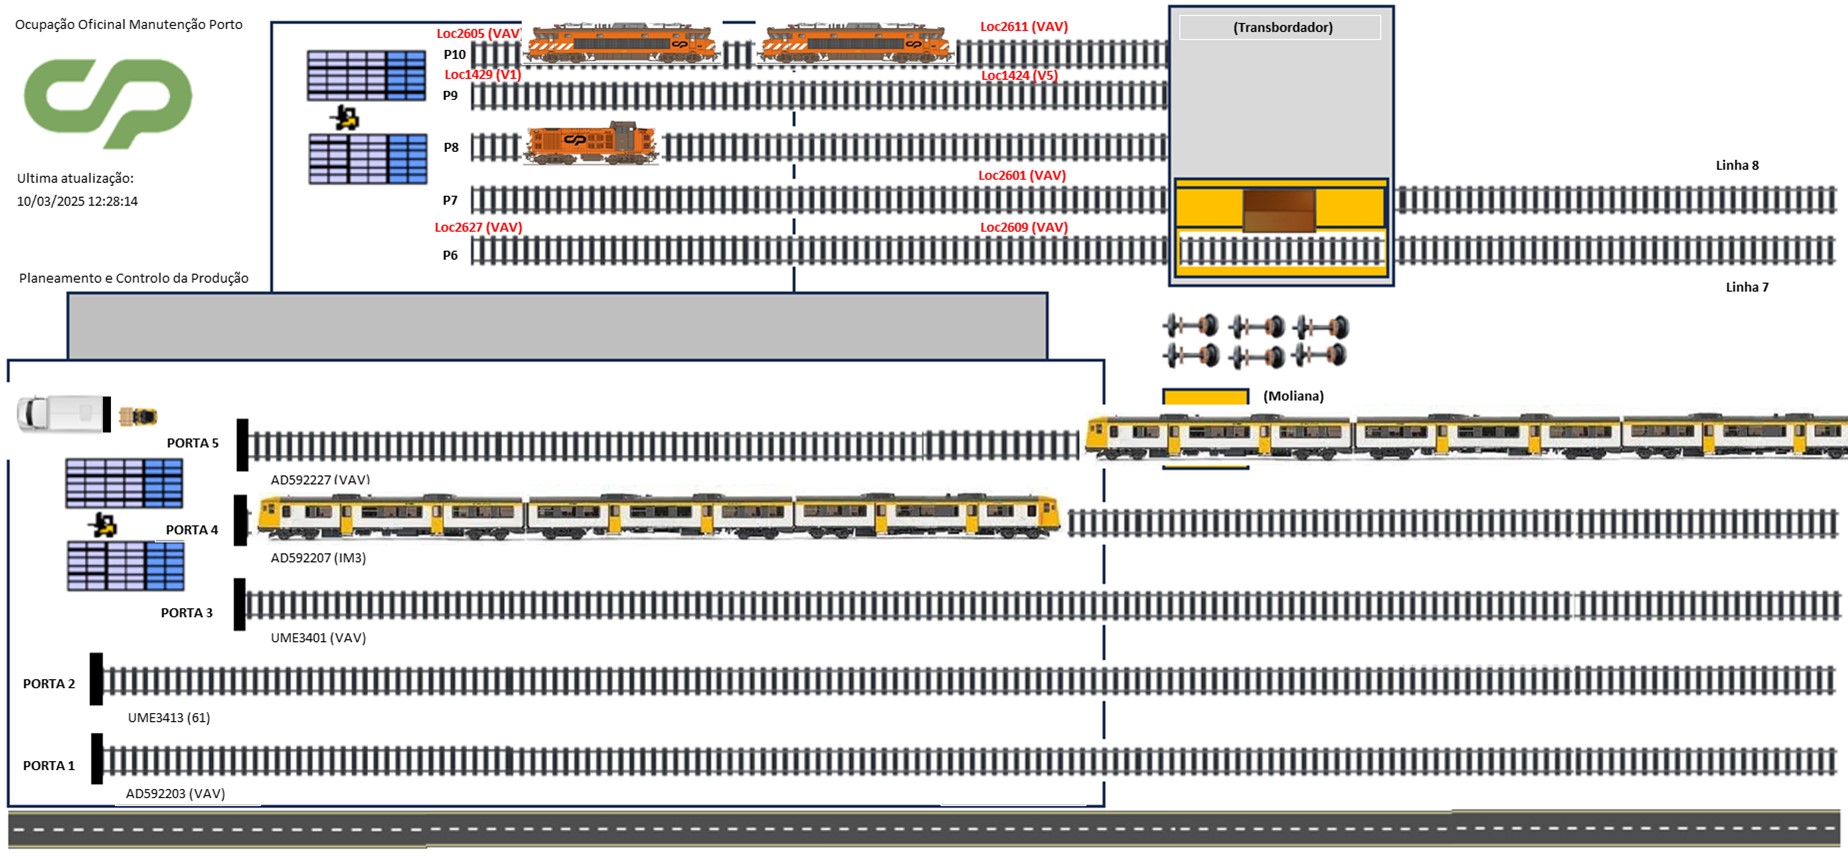 Ocupação Oficinal Manutenção Porto
Loc2605 (VAV)
Loc2611 (VAV)
(Transbordador)
P10
CP
Loc1429 (V1)
Loc1424 (V5)
P9
P8
Ultima atualização:
10/03/2025 12:28:14
Loc2601 (VAV)
Linha 8
P7
Loc2627 (VAV)
Loc2609 (VAV)
P6
Planeamento e Controlo da Produção
Linha 7
(Moliana)
PORTA 5
AD592227 (VAV)
PORTA 4
AD592207 (IM3)
PORTA 3
UME3401 (VAV)
PORTA 2
UME3413 (61)
PORTA 1
AD592203 (VAV)